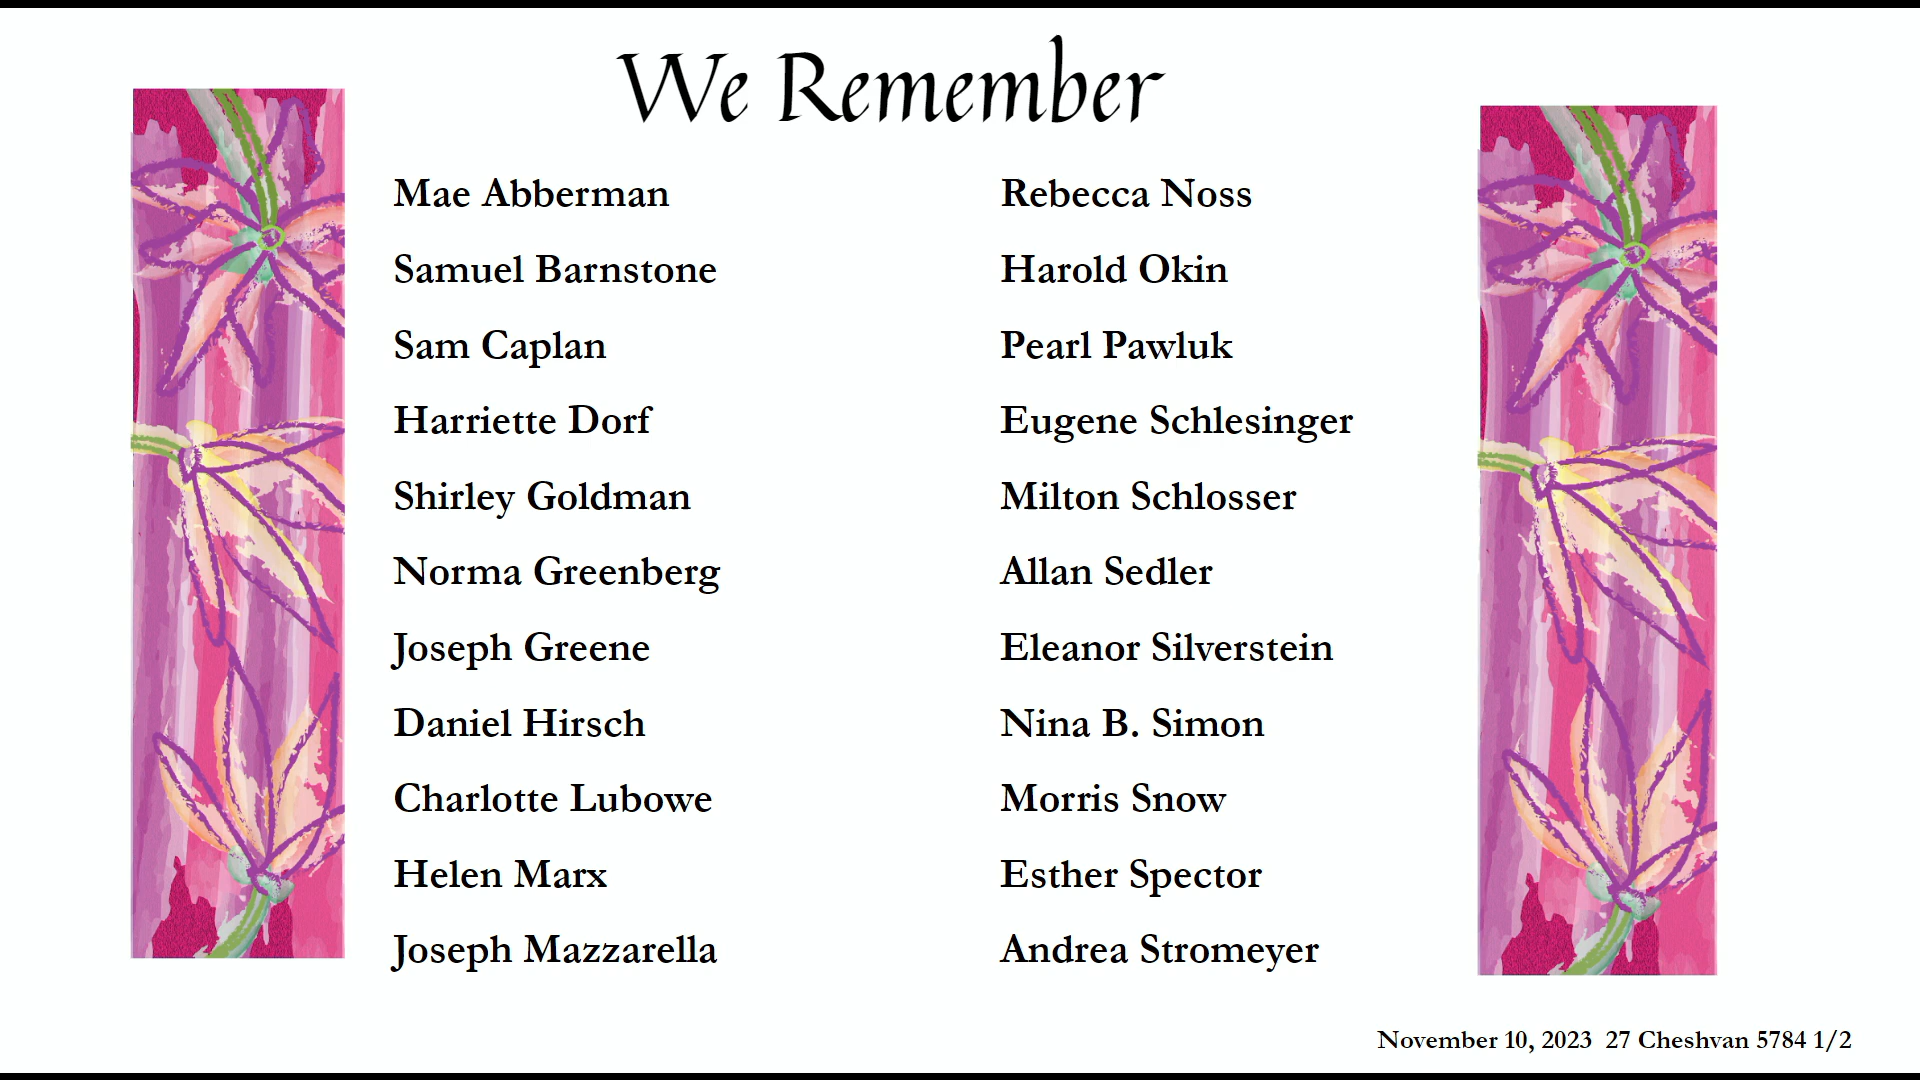 We Remember
Mae Abberman
Samuel Barnstone
Sam Caplan
Harriette Dorf
Shirley Goldman
Norma Greenberg
Joseph Greene
Daniel Hirsch
Charlotte Lubowe
Helen Marx
Joseph Mazzarella
Rebecca Noss
Harold Okin
Pearl Pawluk
Eugene Schlesinger
Milton Schlosser
Allan Sedler
Eleanor Silverstein
Nina B. Simon
Morris Snow
Esther Spector
Andrea Stromeyer
November 10, 2023  27 Cheshvan 5784 1/2